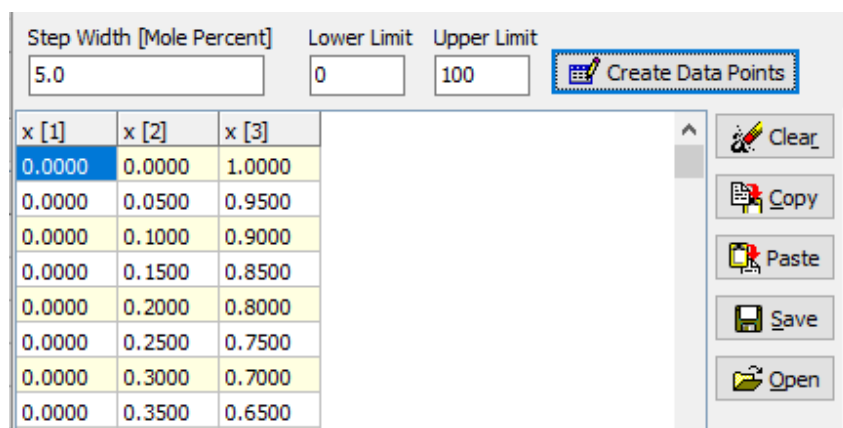 Step Width [Mole Percent] Lower Limit Upper Limit
5.0 0 100 Create Data Points
x [1] x [2] x [3]
0.0000 0.0000 1.0000
0.0000 0.0500 0.9500
0.0000 0.1000 0.9000
0.0000 0.1500 0.8500
0.0000 0.2000 0.8000
0.0000 0.2500 0.7500
0.0000 0.3000 0.7000
0.0000 0.3500 0.6500
Clear
Copy
Paste
Save
Open